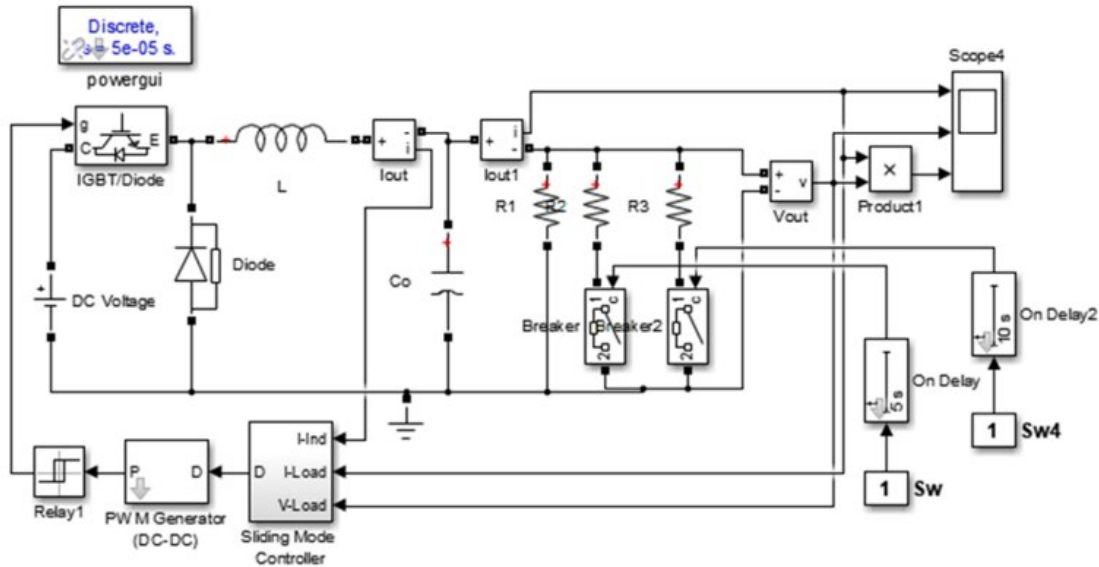 Discrete,
5e-05 s.
powergui
Scope4
g
C
E
IGBT/Diode
+
i
-
Iout
+
i
-
Iout1
L
R1
R2
R3
+
-
v
Vout
×
Product1
Diode
+
DC Voltage
Co
1
c
2
Breaker
1
c
2
Breaker2
10 s
On Delay2
5 s
On Delay
1
Sw4
1
Sw
I-Ind
D
I-Load
V-Load
Sliding Mode
Controller
P
D
PWM Generator
(DC-DC)
Relay1